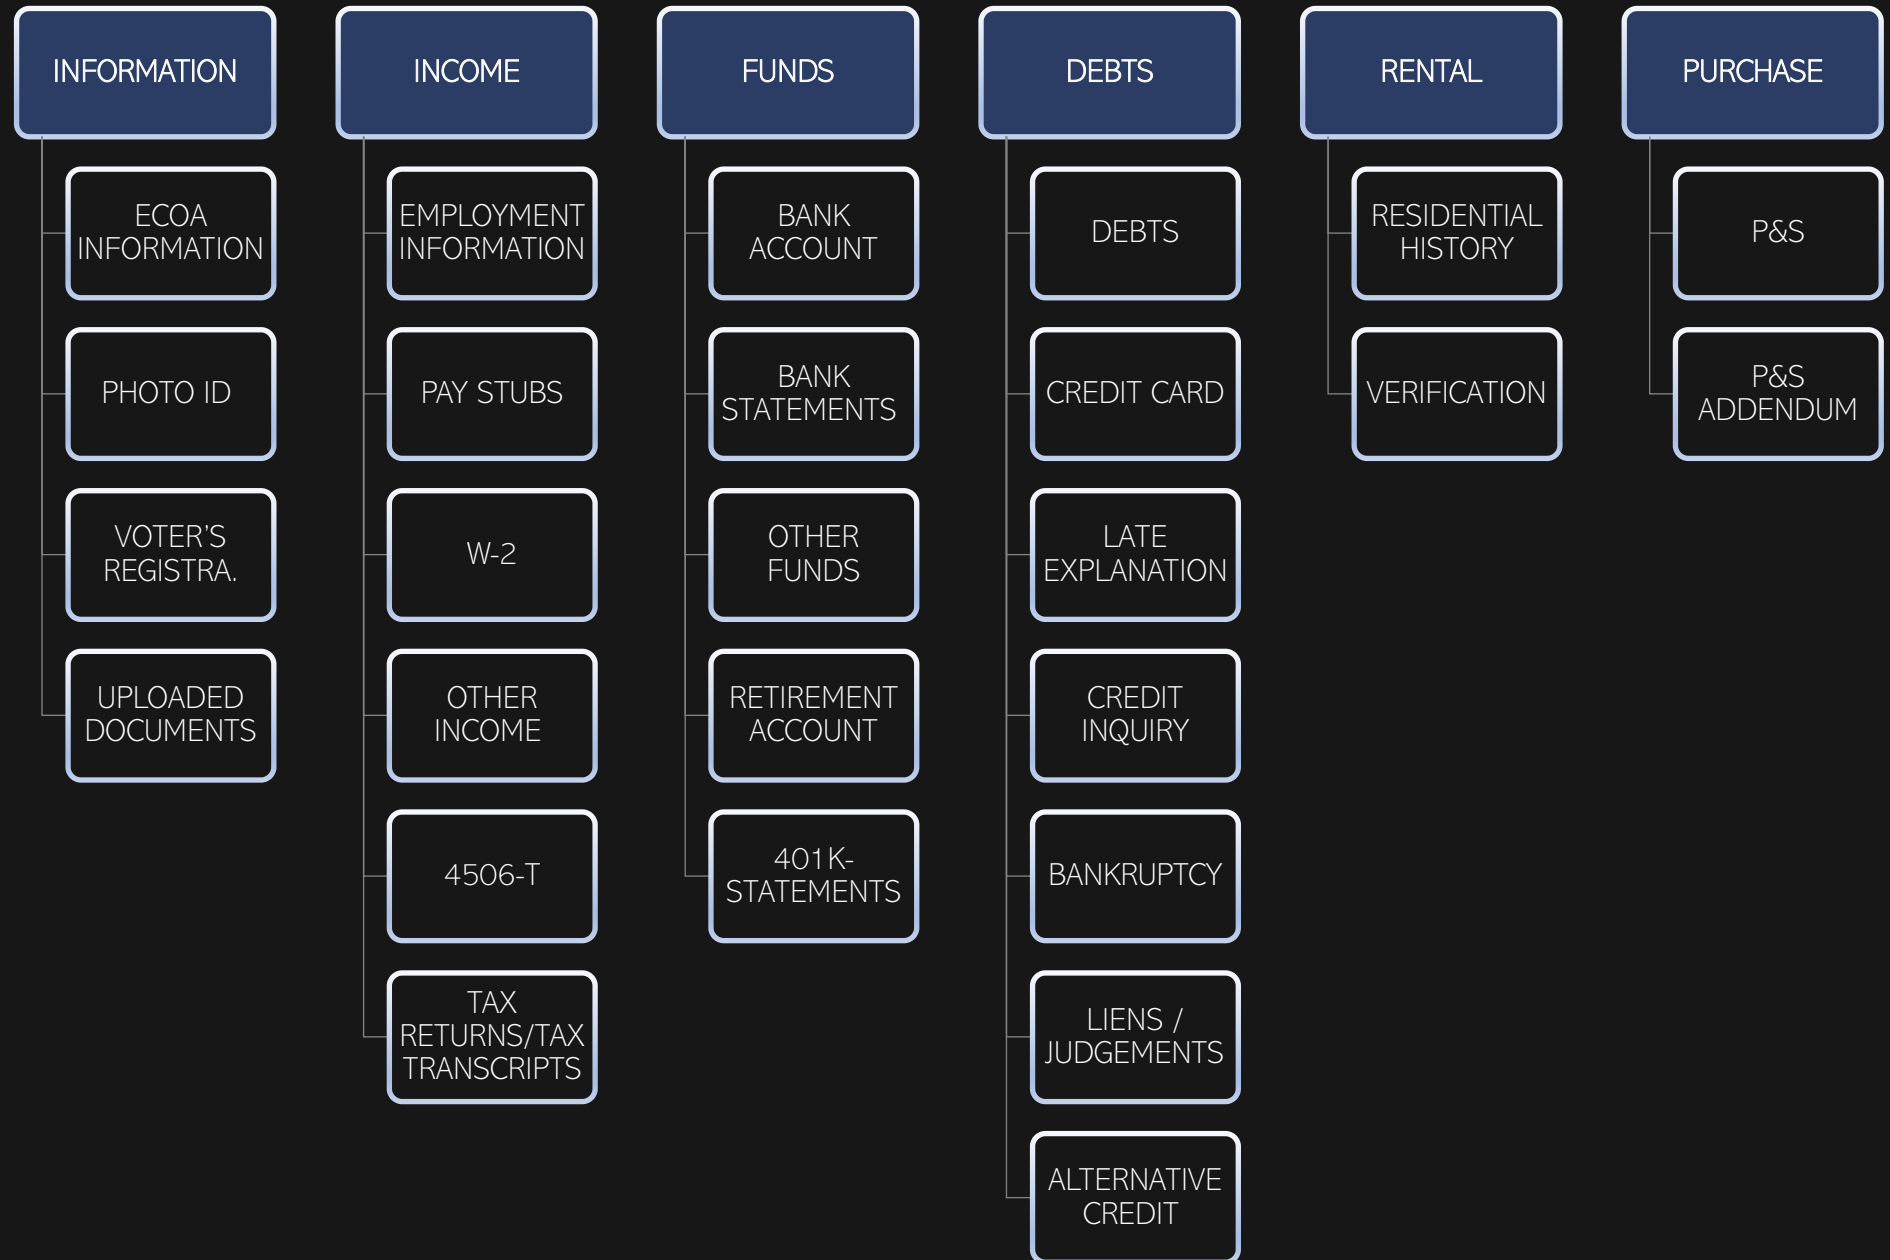 INFORMATION
ECOA
INFORMATION
PHOTO ID
VOTER'S
REGISTRA.
UPLOADED
DOCUMENTS
INCOME
EMPLOYMENT
INFORMATION
PAY STUBS
W-2
OTHER
INCOME
4506-T
TAX
RETURNS/TAX
TRANSCRIPTS
FUNDS
BANK
ACCOUNT
BANK
STATEMENTS
OTHER
FUNDS
RETIREMENT
ACCOUNT
401K-
STATEMENTS
DEBTS
DEBTS
CREDIT CARD
LATE
EXPLANATION
CREDIT
INQUIRY
BANKRUPTCY
LIENS /
JUDGEMENTS
ALTERNATIVE
CREDIT
RENTAL
RESIDENTIAL
HISTORY
VERIFICATION
PURCHASE
P&S
P&S
ADDENDUM